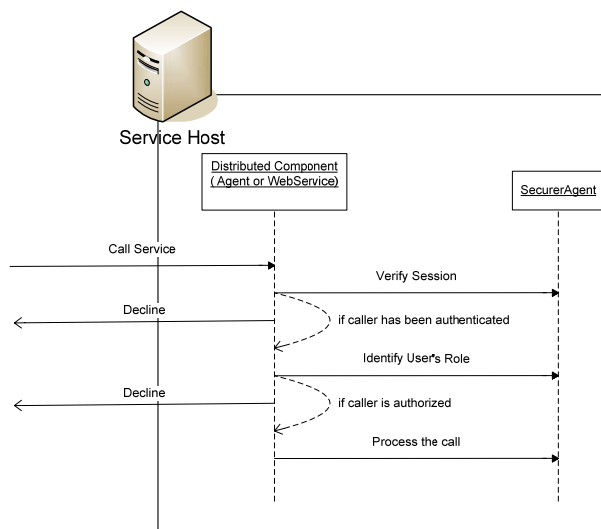 Service Host
Distributed Component
( Agent or WebService)
SecurerAgent
Call Service
Verify Session
Decline
if caller has been authenticated
Identify User's Role
Decline
if caller is authorized
Process the call